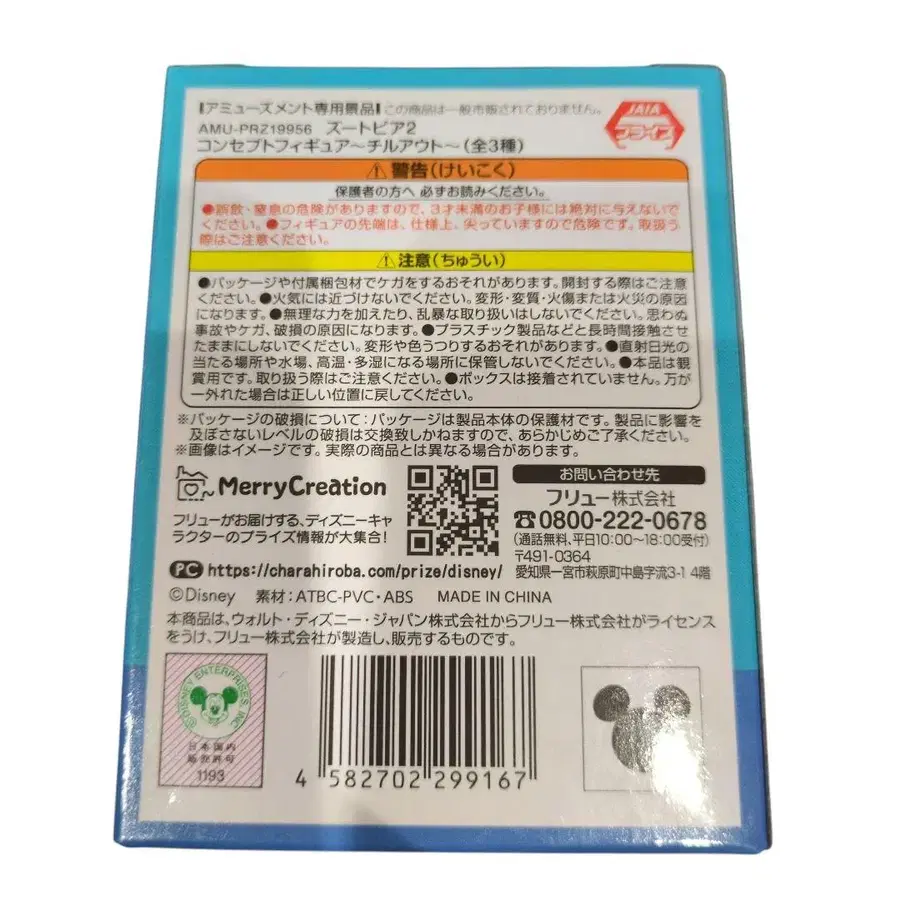 【アミューズメント専用景品】この商品は一般市販されておりません。
JAIA
プライズ
AMU-PRZ19956 ズートピア2
コンセプトフィギュア～チルアウト～(全3種)
警告(けいこく)
保護者の方へ 必ずお読みください。
●誤飲・窒息の危険がありますので、3才未満のお子様には絶対に与えないで
ください。●フィギュアの先端は、仕様上、尖っていますので危険です。取扱う
際はご注意ください。
注意(ちゅうい)
●パッケージや付属梱包材でケガをするおそれがあります。開封する際はご注意
ください。●火気には近づけないでください。変形・変質・火傷または火災の原因
になります。●無理な力を加えたり、乱暴な取り扱いはしないでください。思わぬ
事故やケガ、破損の原因になります。●プラスチック製品などと長時間接触させ
たままにしないでください。変形や色うつりするおそれがあります。●直射日光の
当たる場所や水場、高温・多湿になる場所に保管しないでください。●本品は観
賞用です。取り扱う際はご注意ください。●ボックスは接着されていません。万が
一外れた場合は正しい位置に戻してください。
※パッケージの破損について:パッケージは製品本体の保護材です。製品に影響を
及ぼさないレベルの破損は交換致しかねますので、あらかじめご了承ください。
※画像はイメージです。実際の商品とは異なる場合があります。
MerryCreation
フリューがお届けする、ディズニーキャ
ラクターのプライズ情報が大集合!
お問い合わせ先
フリュー株式会社
☎0800-222-0678
(通話無料、平日10:00～18:00受付)
〒491-0364
愛知県一宮市萩原町中島字流3-1 4階
PC https://charahiroba.com/prize/disney/
©Disney 素材:ATBC-PVC・ABS MADE IN CHINA
本商品は、ウォルト・ディズニー・ジャパン株式会社からフリュー株式会社がライセンス
をうけ、フリュー株式会社が製造し、販売するものです。
©DISNEY ENTERPRISES, INC.
日本国内
販売許可
1193
4 582702 299167